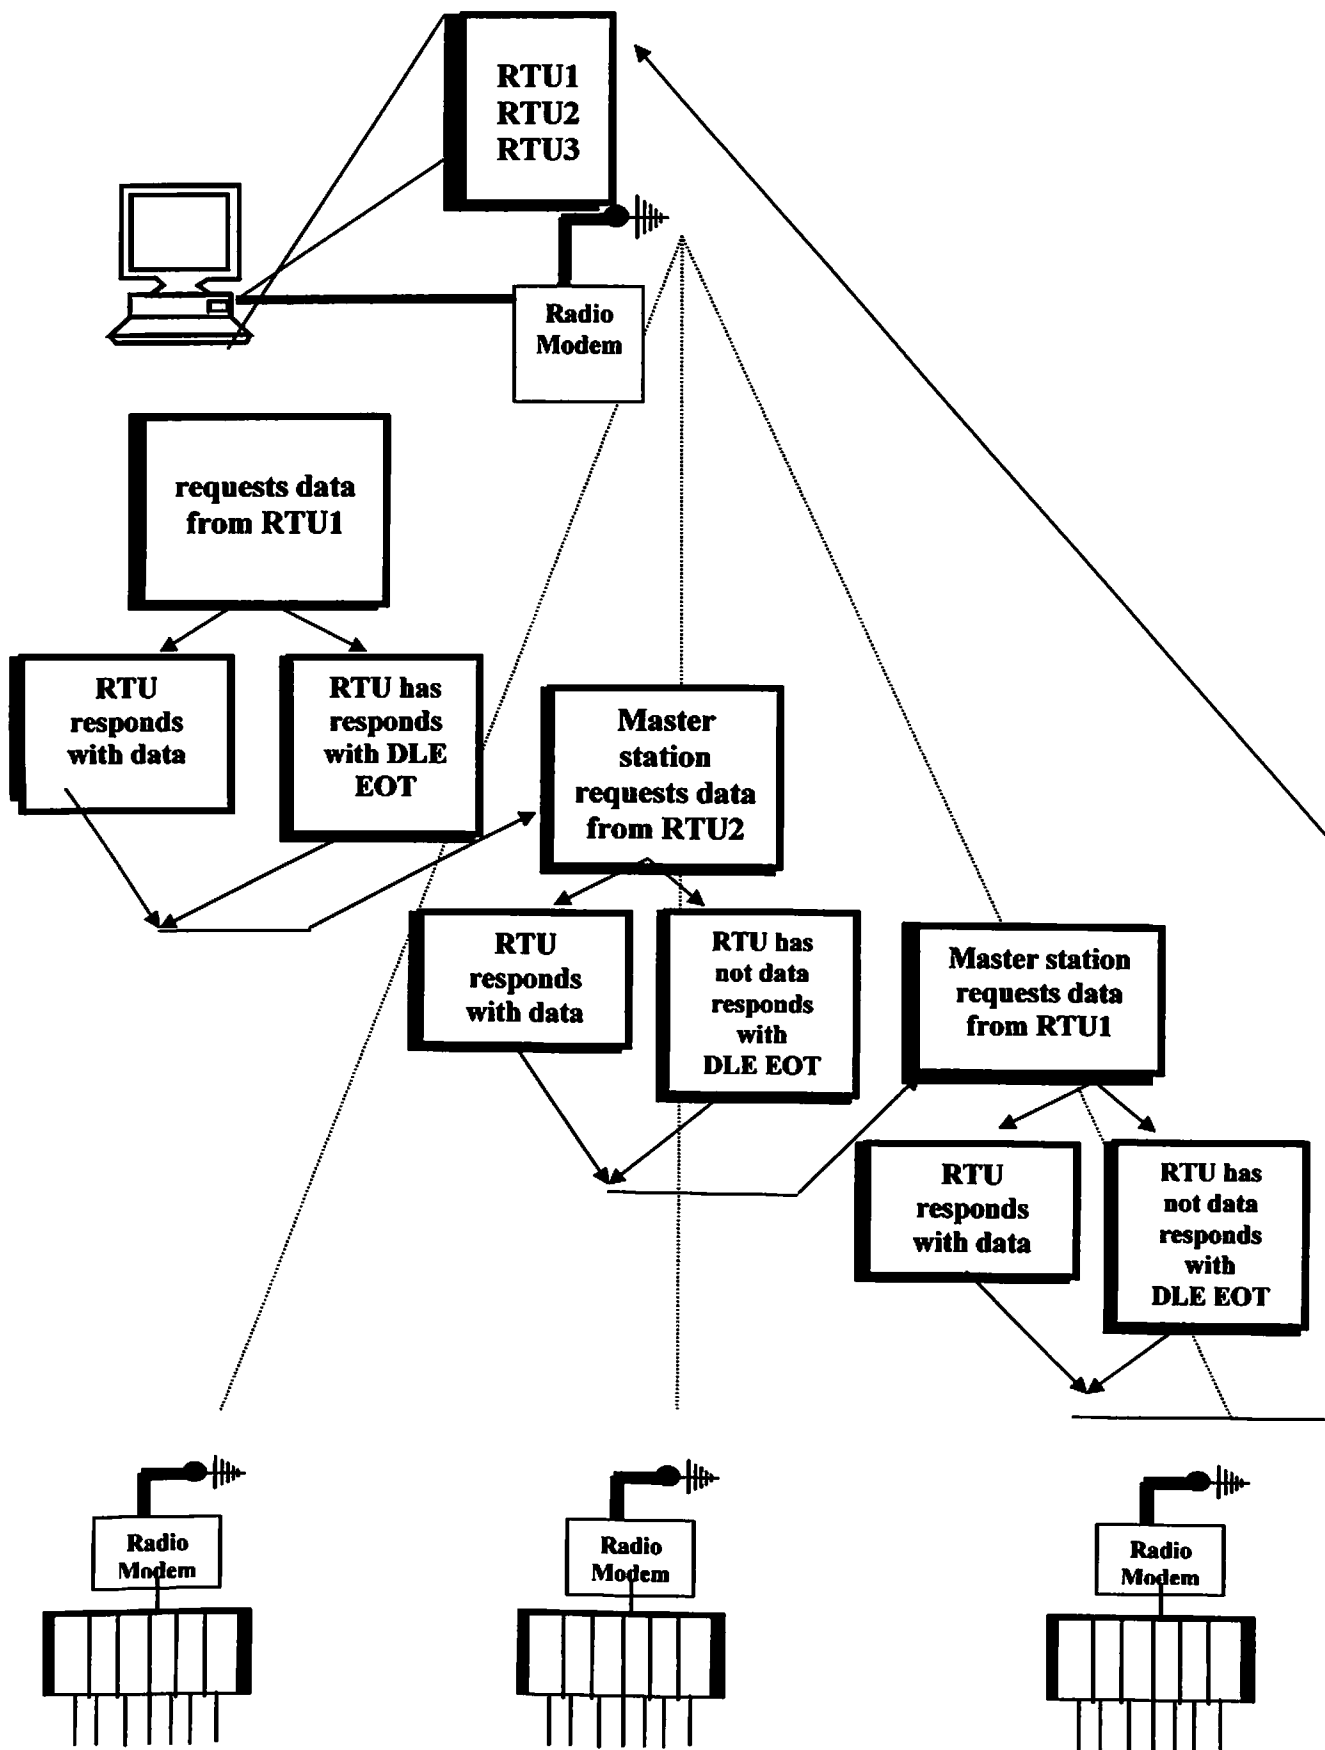 RTU1
RTU2
RTU3
Radio
Modem
requests data
from RTU1
RTU
responds
with data
RTU has
responds
with DLE
EOT
Master
station
requests data
from RTU2
RTU
responds
with data
RTU has
not data
responds
with
DLE EOT
Master station
requests data
from RTU1
RTU
responds
with data
RTU has
not data
responds
with
DLE EOT
Radio
Modem
Radio
Modem
Radio
Modem